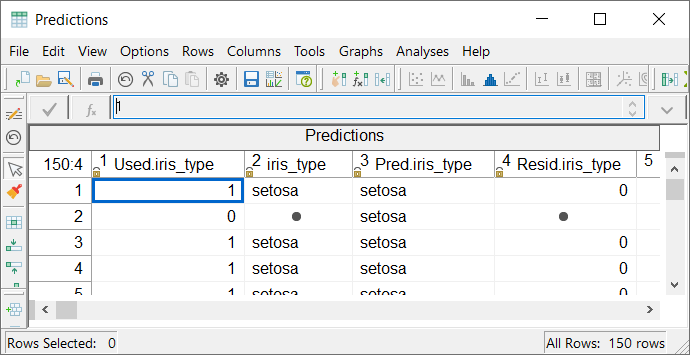 Predictions
File Edit View Options Rows Columns Tools Graphs Analyses Help
1
Predictions
150:4 1 Used.iris_type 2 iris_type 3 Pred.iris_type 4 Resid.iris_type 5
1 1 setosa setosa 0
2 0 ● setosa ●
3 1 setosa setosa 0
4 1 setosa setosa 0
5 1 setosa setosa 0
Rows Selected: 0 All Rows: 150 rows